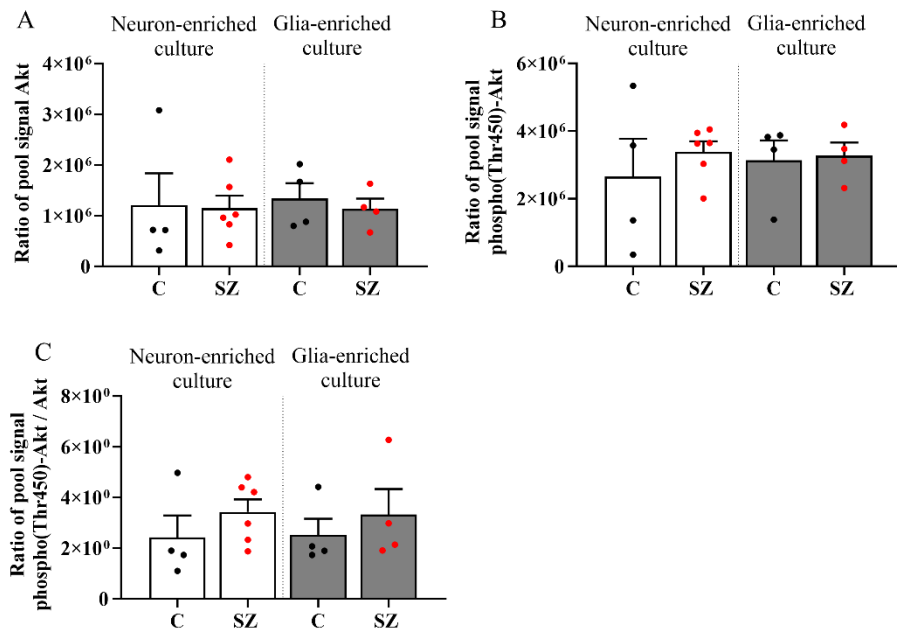 A
Neuron-enriched culture
Glia-enriched culture
Ratio of pool signal Akt
4×10⁶
3×10⁶
2×10⁶
1×10⁶
0
C
SZ
C
SZ
B
Neuron-enriched culture
Glia-enriched culture
Ratio of pool signal
phospho(Thr450)-Akt
6×10⁶
4×10⁶
2×10⁶
0
C
SZ
C
SZ
C
Neuron-enriched culture
Glia-enriched culture
Ratio of pool signal
phospho(Thr450)-Akt / Akt
8×10⁰
6×10⁰
4×10⁰
2×10⁰
0
C
SZ
C
SZ